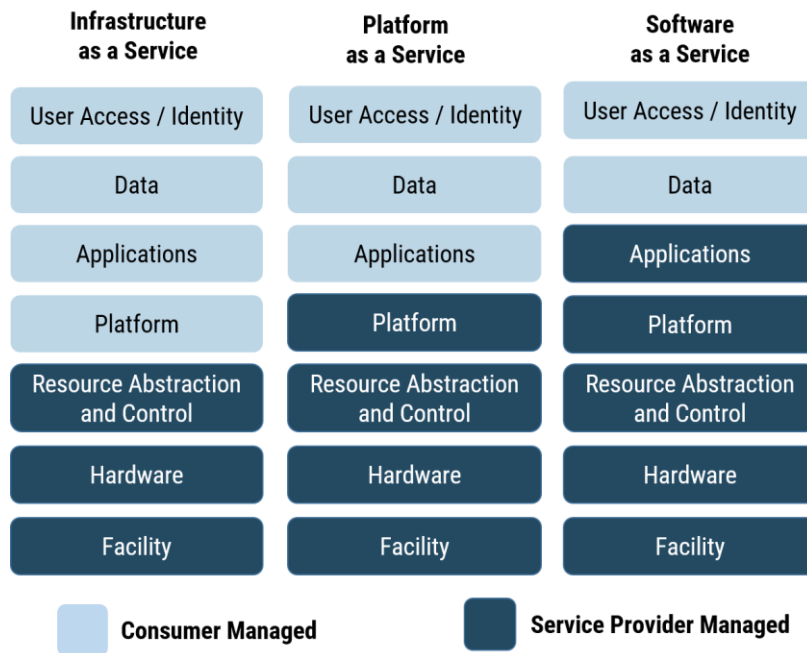 Infrastructure
as a Service
Platform
as a Service
Software
as a Service
User Access / Identity
User Access / Identity
User Access / Identity
Data
Data
Data
Applications
Applications
Applications
Platform
Platform
Platform
Resource Abstraction
and Control
Resource Abstraction
and Control
Resource Abstraction
and Control
Hardware
Hardware
Hardware
Facility
Facility
Facility
Consumer Managed
Service Provider Managed